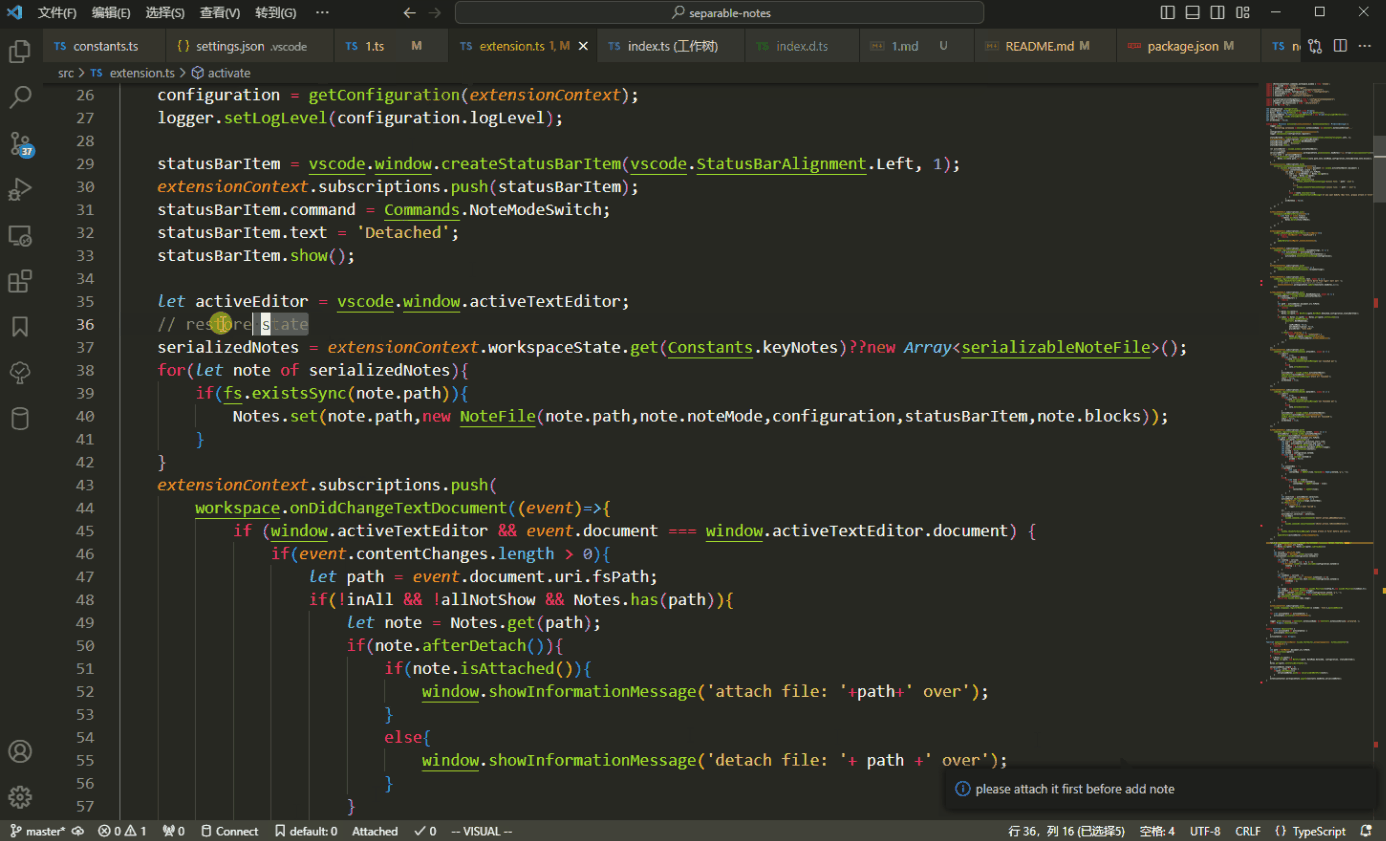 文件(F) 编辑(E) 选择(S) 查看(V) 转到(G) ··· separable-notes
TS constants.ts {} settings.json .vscode TS 1.ts M TS extension.ts 1, M TS index.ts (工作树) TS index.d.ts 1.md U README.md M package.json M TS
src > TS extension.ts > activate
26 configuration = getConfiguration(extensionContext);
27 logger.setLogLevel(configuration.logLevel);
28
29 statusBarItem = vscode.window.createStatusBarItem(vscode.StatusBarAlignment.Left, 1);
30 extensionContext.subscriptions.push(statusBarItem);
31 statusBarItem.command = Commands.NoteModeSwitch;
32 statusBarItem.text = 'Detached';
33 statusBarItem.show();
34
35 let activeEditor = vscode.window.activeTextEditor;
36 // restore state
37 serializedNotes = extensionContext.workspaceState.get(Constants.keyNotes)??new Array<serializableNoteFile>();
38 for(let note of serializedNotes){
39 if(fs.existsSync(note.path)){
40 Notes.set(note.path,new NoteFile(note.path,note.noteMode,configuration,statusBarItem,note.blocks));
41 }
42 }
43 extensionContext.subscriptions.push(
44 workspace.onDidChangeTextDocument((event)=>{
45 if (window.activeTextEditor && event.document === window.activeTextEditor.document) {
46 if(event.contentChanges.length > 0){
47 let path = event.document.uri.fsPath;
48 if(!inAll && !allNotShow && Notes.has(path)){
49 let note = Notes.get(path);
50 if(note.afterDetach()){
51 if(note.isAttached()){
52 window.showInformationMessage('attach file: '+path+' over');
53 }
54 else{
55 window.showInformationMessage('detach file: '+ path +' over');
56 }
57 }
37
please attach it first before add note
master* 0 1 0 Connect default: 0 Attached 0 -- VISUAL -- 行 36，列 16 (已选择5) 空格: 4 UTF-8 CRLF {} TypeScript